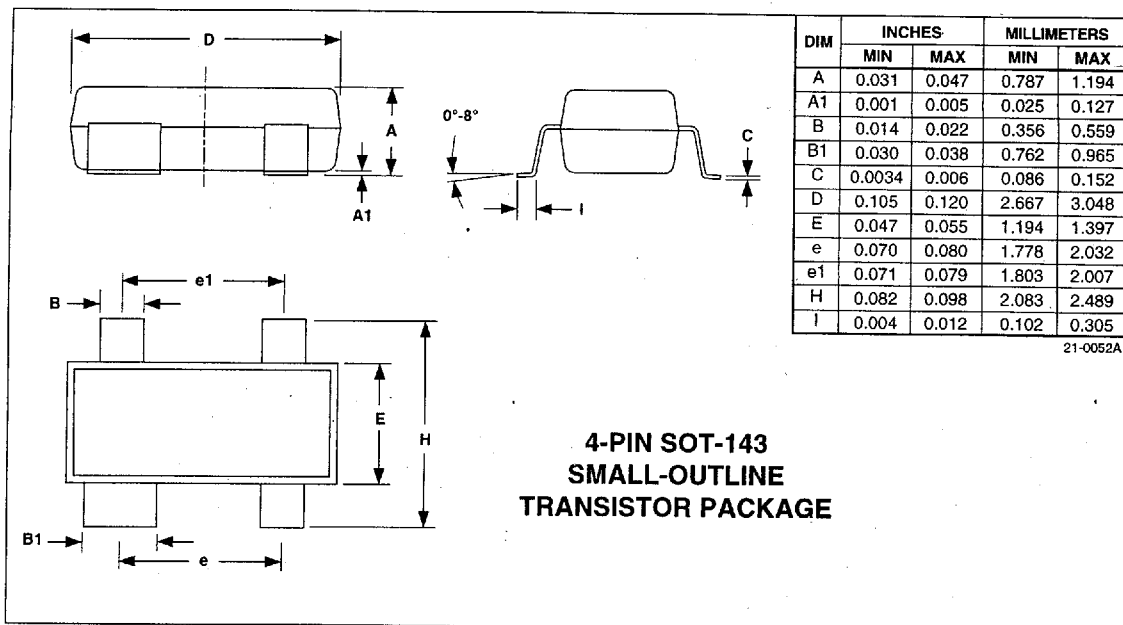 D
A
A1
0°-8°
C
I
DIM INCHES MILLIMETERS
MIN MAX MIN MAX
A 0.031 0.047 0.787 1.194
A1 0.001 0.005 0.025 0.127
B 0.014 0.022 0.356 0.559
B1 0.030 0.038 0.762 0.965
C 0.0034 0.006 0.086 0.152
D 0.105 0.120 2.667 3.048
E 0.047 0.055 1.194 1.397
e 0.070 0.080 1.778 2.032
e1 0.071 0.079 1.803 2.007
H 0.082 0.098 2.083 2.489
I 0.004 0.012 0.102 0.305
21-0052A
e1
B
E
H
B1
e
4-PIN SOT-143
SMALL-OUTLINE
TRANSISTOR PACKAGE